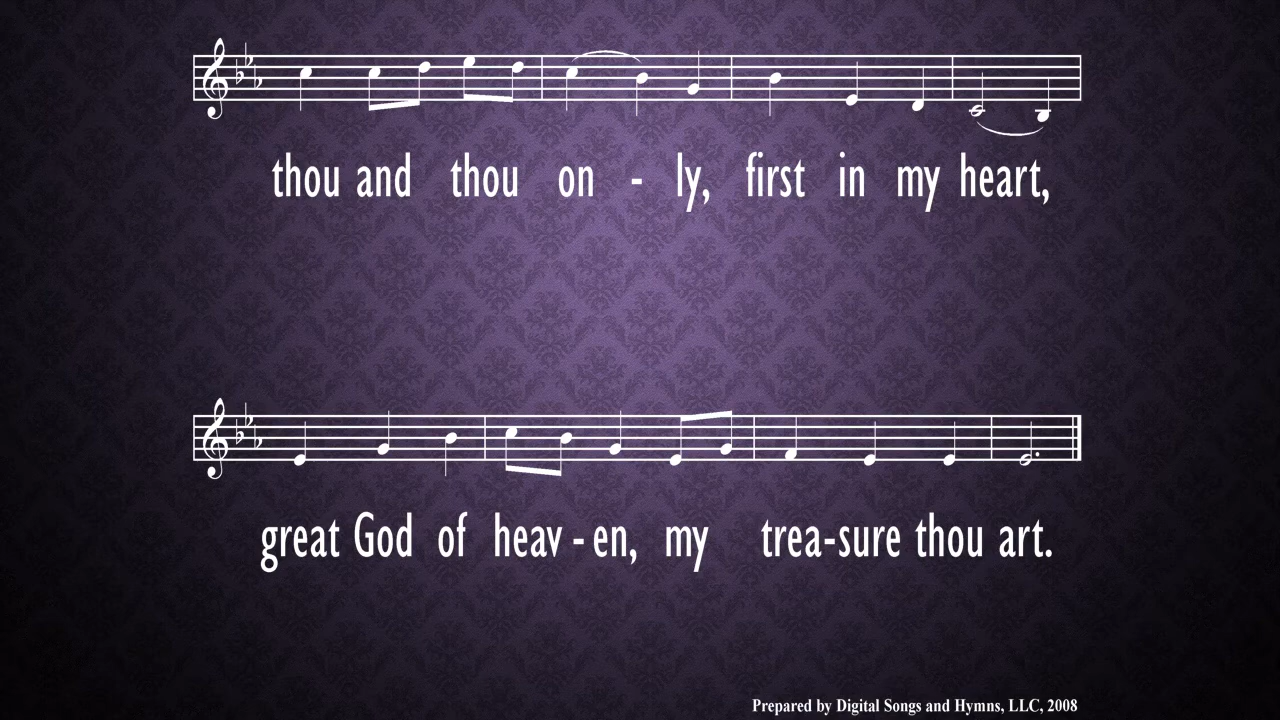 thou and thou on - ly, first in my heart,
great God of heav - en, my trea-sure thou art.
Prepared by Digital Songs and Hymns, LLC, 2008